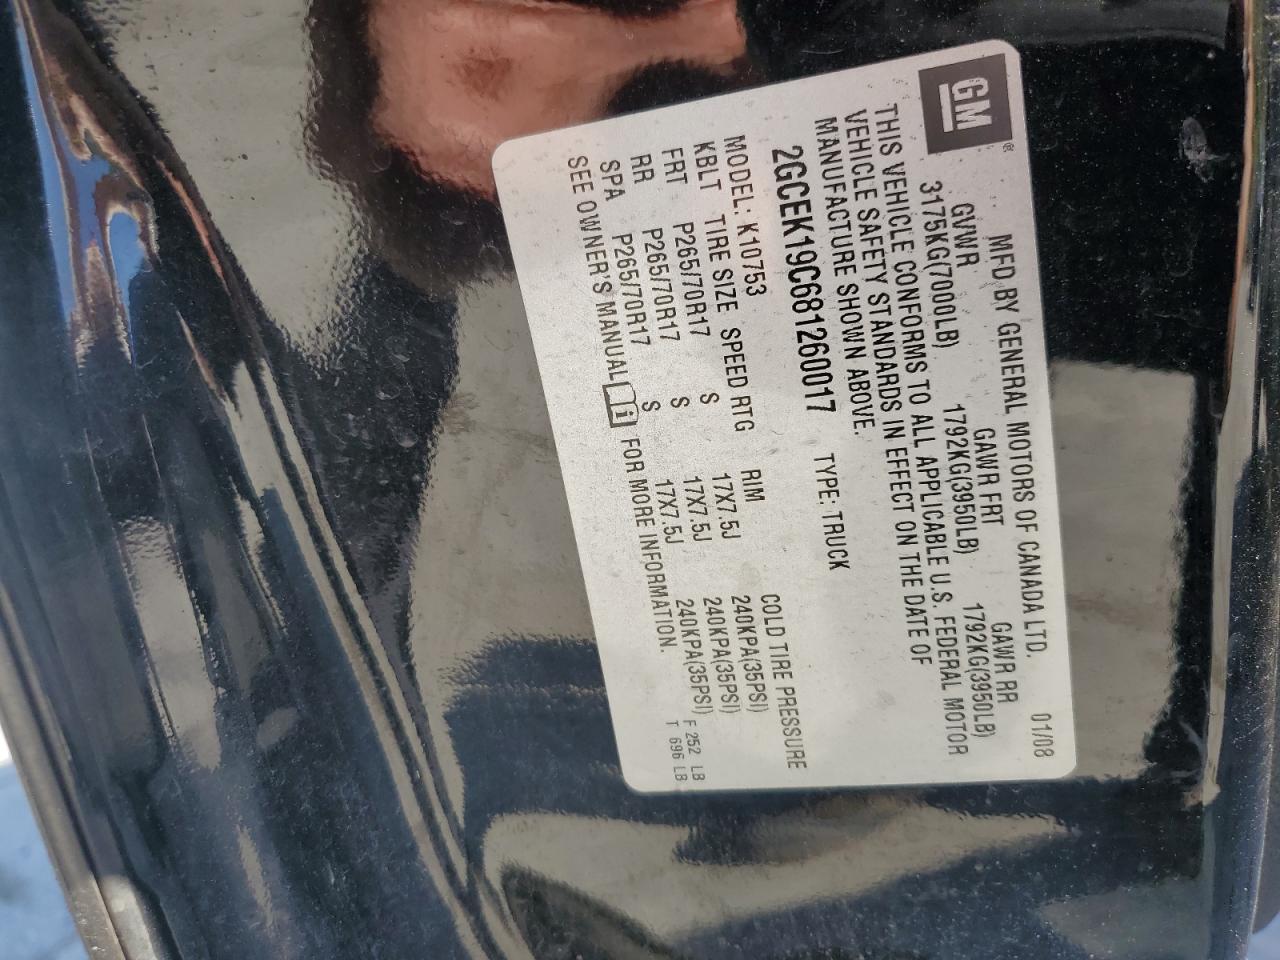 GM®
MFD BY GENERAL MOTORS OF CANADA LTD. 01/08
GVWR GAWR FRT GAWR RR
3175KG(7000LB) 1792KG(3950LB) 1792KG(3950LB)
THIS VEHICLE CONFORMS TO ALL APPLICABLE U.S. FEDERAL MOTOR
VEHICLE SAFETY STANDARDS IN EFFECT ON THE DATE OF
MANUFACTURE SHOWN ABOVE.
2GCEK19C681260017 TYPE: TRUCK
MODEL: K10753
KBLT TIRE SIZE SPEED RTG RIM COLD TIRE PRESSURE
FRT P265/70R17 S 17X7.5J 240KPA(35PSI)
RR P265/70R17 S 17X7.5J 240KPA(35PSI)
SPA P265/70R17 S 17X7.5J 240KPA(35PSI)
SEE OWNER'S MANUAL i FOR MORE INFORMATION.
F 252 LB
T 696 LB